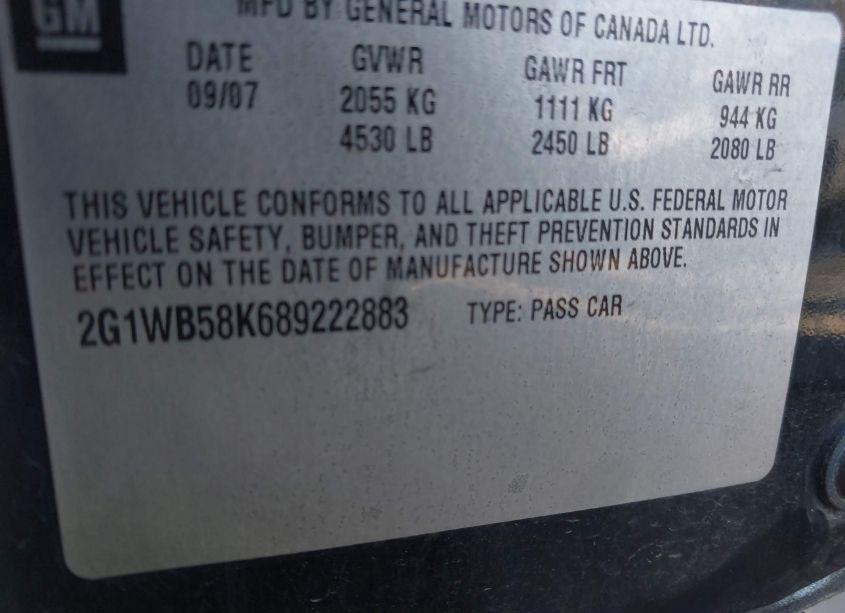 GM
MFD BY GENERAL MOTORS OF CANADA LTD.
DATE GVWR GAWR FRT GAWR RR
09/07 2055 KG 1111 KG 944 KG
4530 LB 2450 LB 2080 LB
THIS VEHICLE CONFORMS TO ALL APPLICABLE U.S. FEDERAL MOTOR
VEHICLE SAFETY, BUMPER, AND THEFT PREVENTION STANDARDS IN
EFFECT ON THE DATE OF MANUFACTURE SHOWN ABOVE.
2G1WB58K689222883 TYPE: PASS CAR